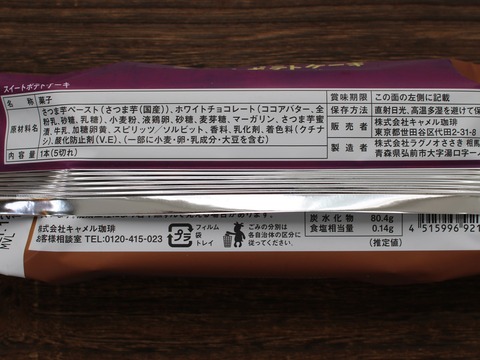 スイートポテトケーキ
名 称 菓子
原材料名 さつま芋ペースト(さつま芋(国産))、ホワイトチョコレート(ココアバター、全
粉乳、砂糖、乳糖)、小麦粉、液鶏卵、砂糖、麦芽糖、マーガリン、さつま芋蜜
漬、牛乳、加糖卵黄、スピリッツ/ソルビット、香料、乳化剤、着色料(クチナ
シ)、酸化防止剤(V.E)、(一部に小麦・卵・乳成分・大豆を含む)
内容量 1本(5切れ)
賞味期限 この面の左側に記載
保存方法 直射日光、高温多湿を避けて保
販売者 株式会社キャメル珈琲
東京都世田谷区代田2-31-8
製造所 株式会社ラグノオささき 相馬
青森県弘前市大字湯口字一ノ
株式会社キャメル珈琲
お客様相談室 TEL:0120-415-023
プラ
フィルム
袋
トレイ
ごみの分別は
各自治体の区分に
従ってください。
炭水化物 80.4g
食塩相当量 0.14g
(推定値)
4 515996 921